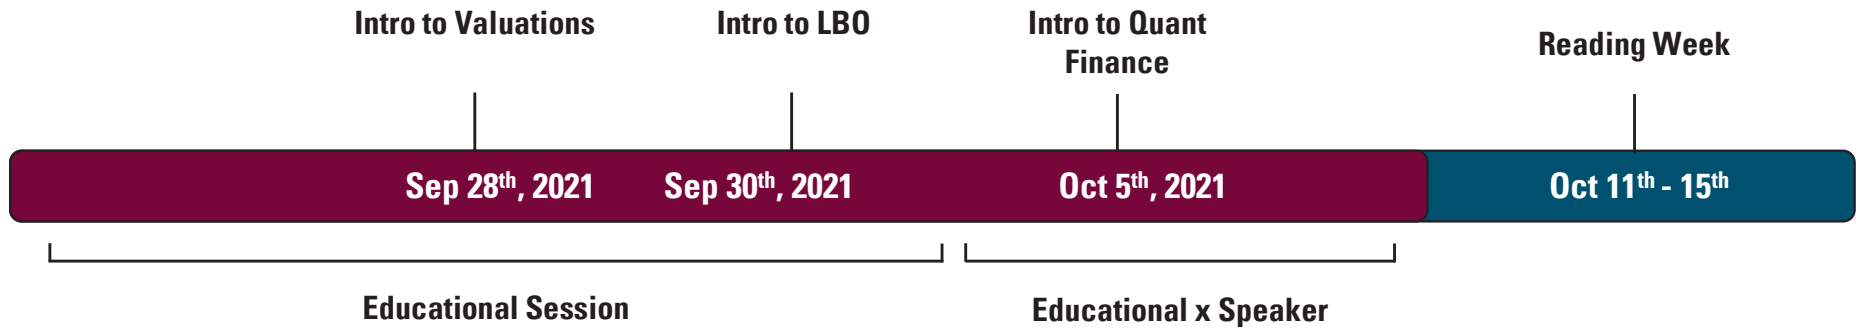 Intro to Valuations
Intro to LBO
Intro to Quant
Finance
Reading Week
Sep 28th, 2021
Sep 30th, 2021
Oct 5th, 2021
Oct 11th - 15th
Educational Session
Educational x Speaker